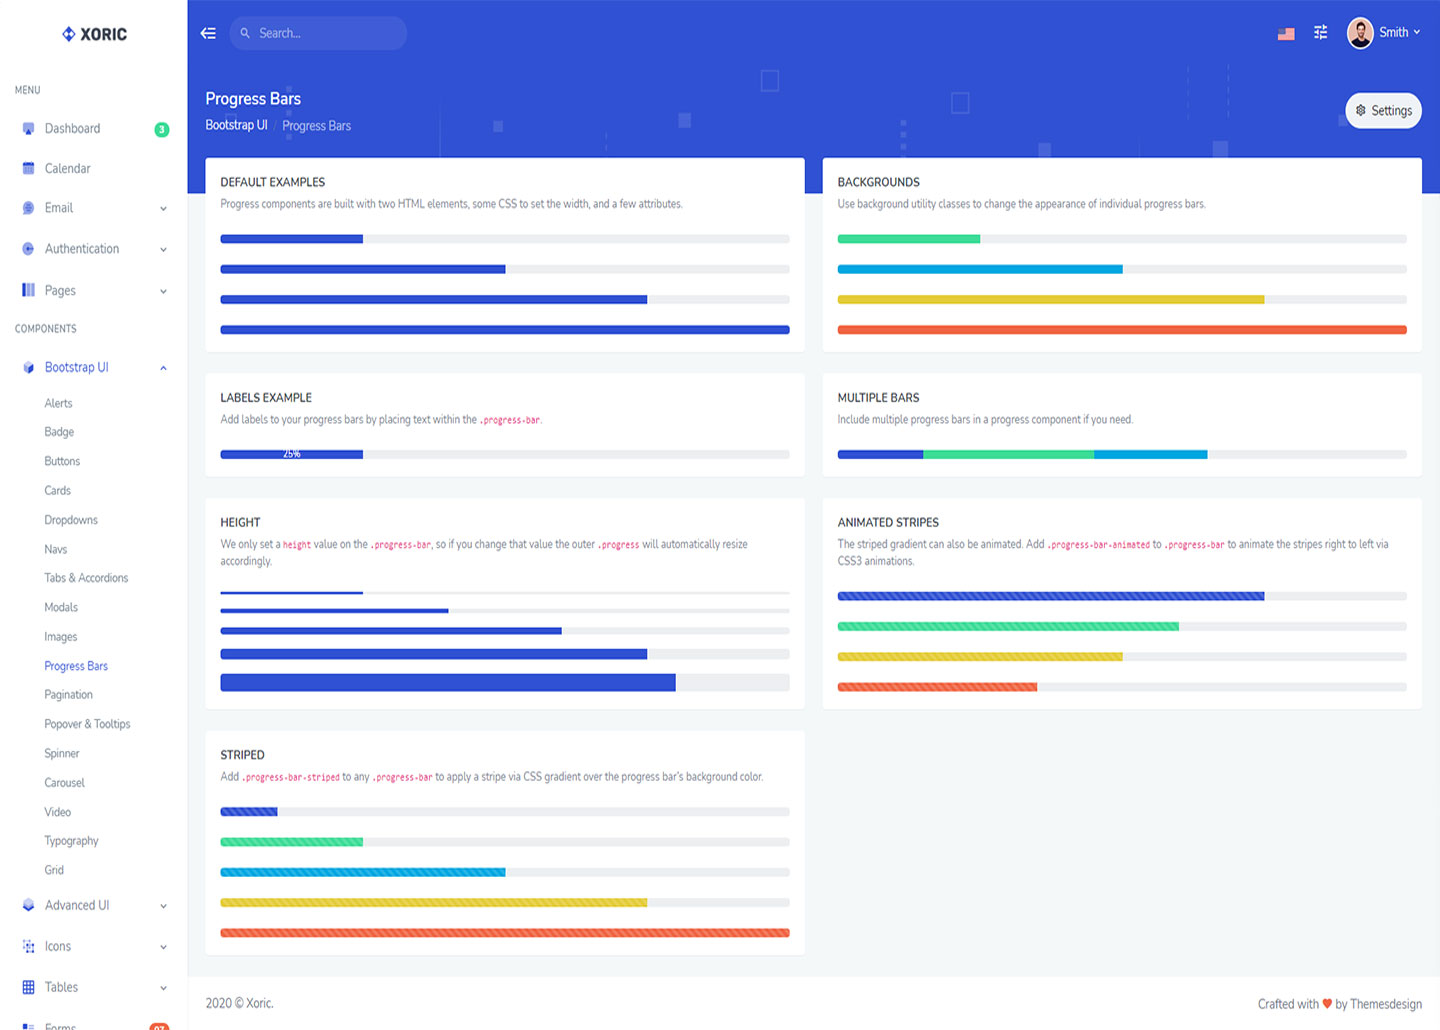 XORIC
Search...
Smith
MENU
Dashboard
3
Calendar
Email
Authentication
Pages
COMPONENTS
Bootstrap UI
Alerts
Badge
Buttons
Cards
Dropdowns
Navs
Tabs & Accordions
Modals
Images
Progress Bars
Pagination
Popover & Tooltips
Spinner
Carousel
Video
Typography
Grid
Advanced UI
Icons
Tables
Forms
07
Progress Bars
Bootstrap UI / Progress Bars
Settings
DEFAULT EXAMPLES
Progress components are built with two HTML elements, some CSS to set the width, and a few attributes.
BACKGROUNDS
Use background utility classes to change the appearance of individual progress bars.
LABELS EXAMPLE
Add labels to your progress bars by placing text within the .progress-bar.
25%
MULTIPLE BARS
Include multiple progress bars in a progress component if you need.
HEIGHT
We only set a height value on the .progress-bar, so if you change that value the outer .progress will automatically resize
accordingly.
ANIMATED STRIPES
The striped gradient can also be animated. Add .progress-bar-animated to .progress-bar to animate the stripes right to left via
CSS3 animations.
STRIPED
Add .progress-bar-striped to any .progress-bar to apply a stripe via CSS gradient over the progress bar's background color.
2020 © Xoric.
Crafted with ❤ by Themesdesign